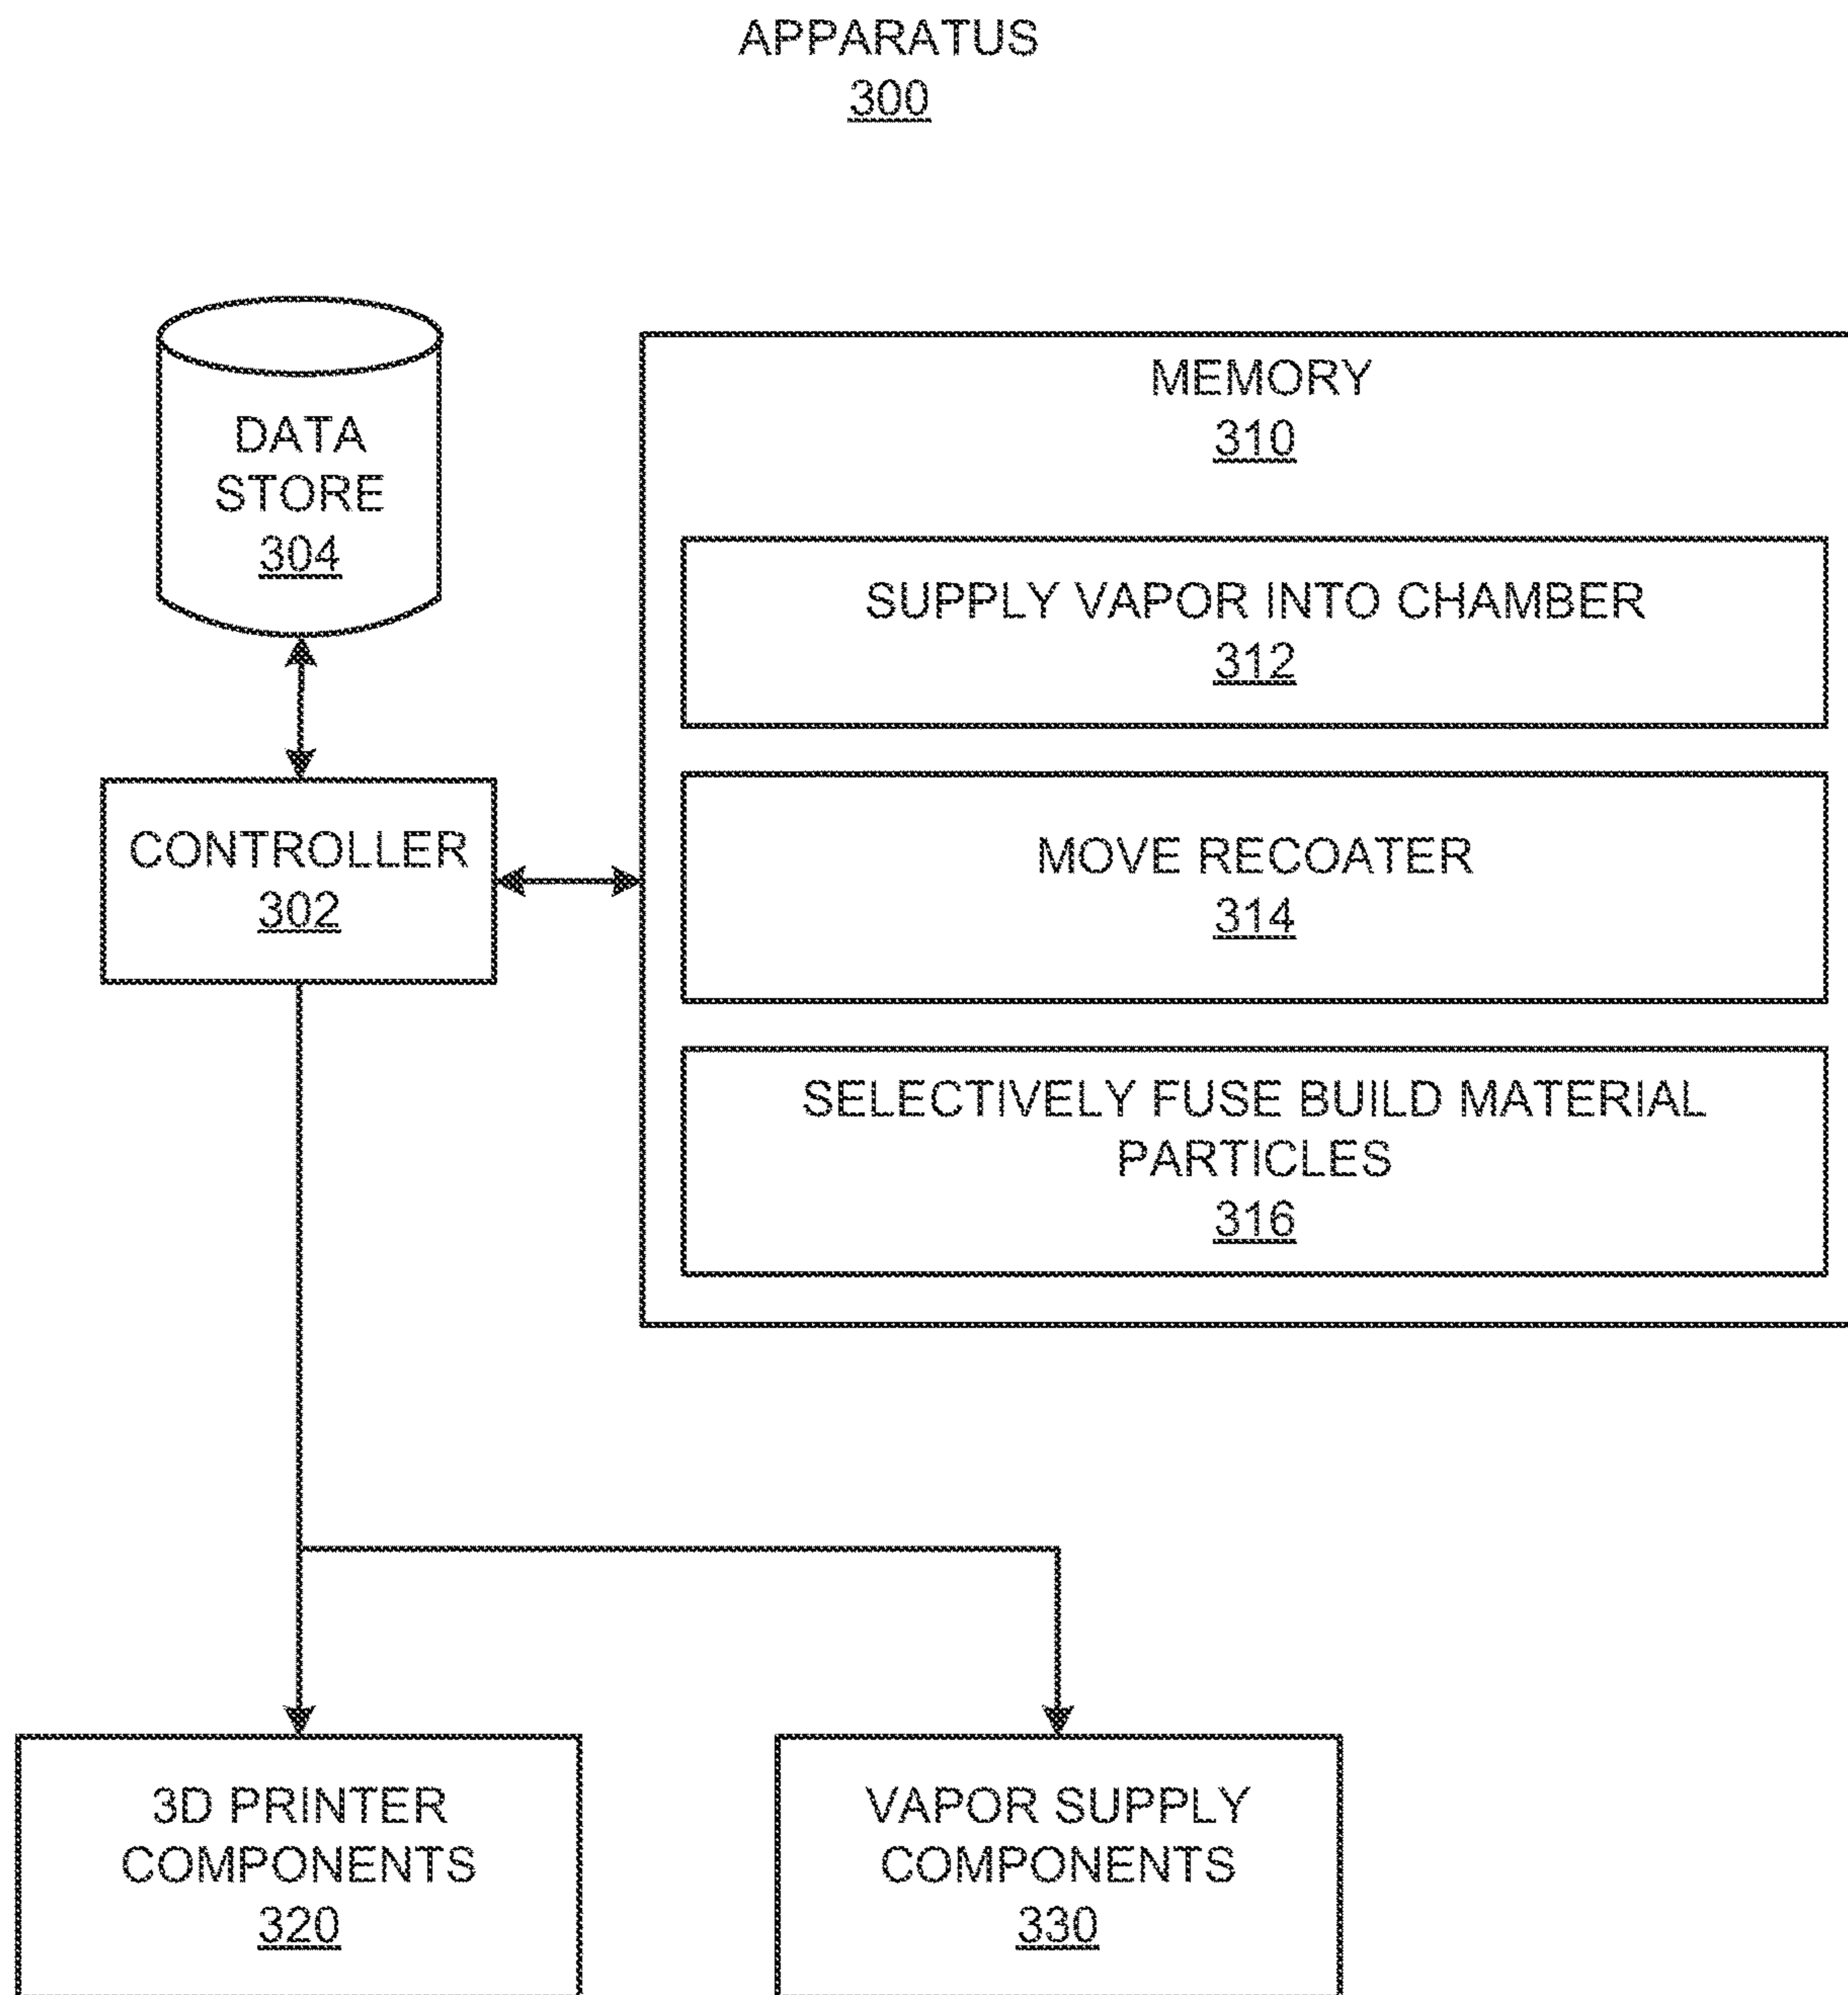 APPARATUS
300
DATA
STORE
304
MEMORY
310
SUPPLY VAPOR INTO CHAMBER
312
CONTROLLER
302
MOVE RECOATER
314
SELECTIVELY FUSE BUILD MATERIAL
PARTICLES
316
3D PRINTER
COMPONENTS
320
VAPOR SUPPLY
COMPONENTS
330